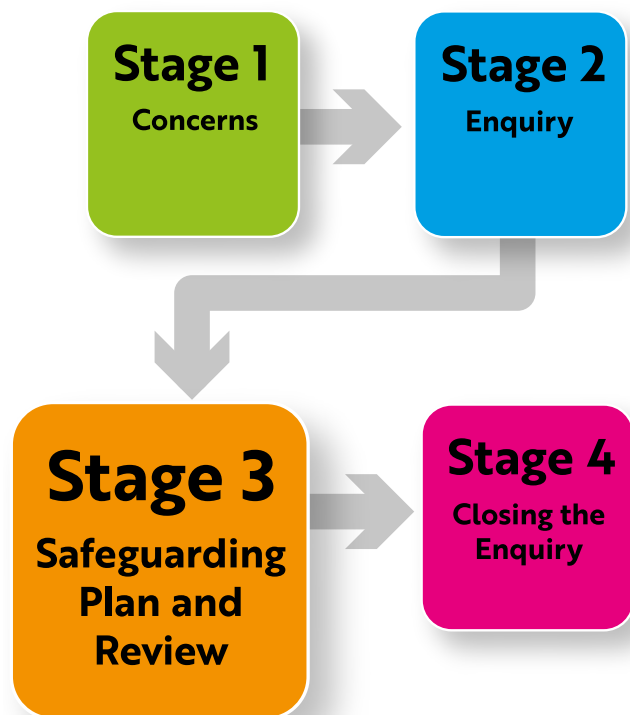 Stage 1
Concerns
Stage 2
Enquiry
Stage 3
Safeguarding
Plan and
Review
Stage 4
Closing the
Enquiry